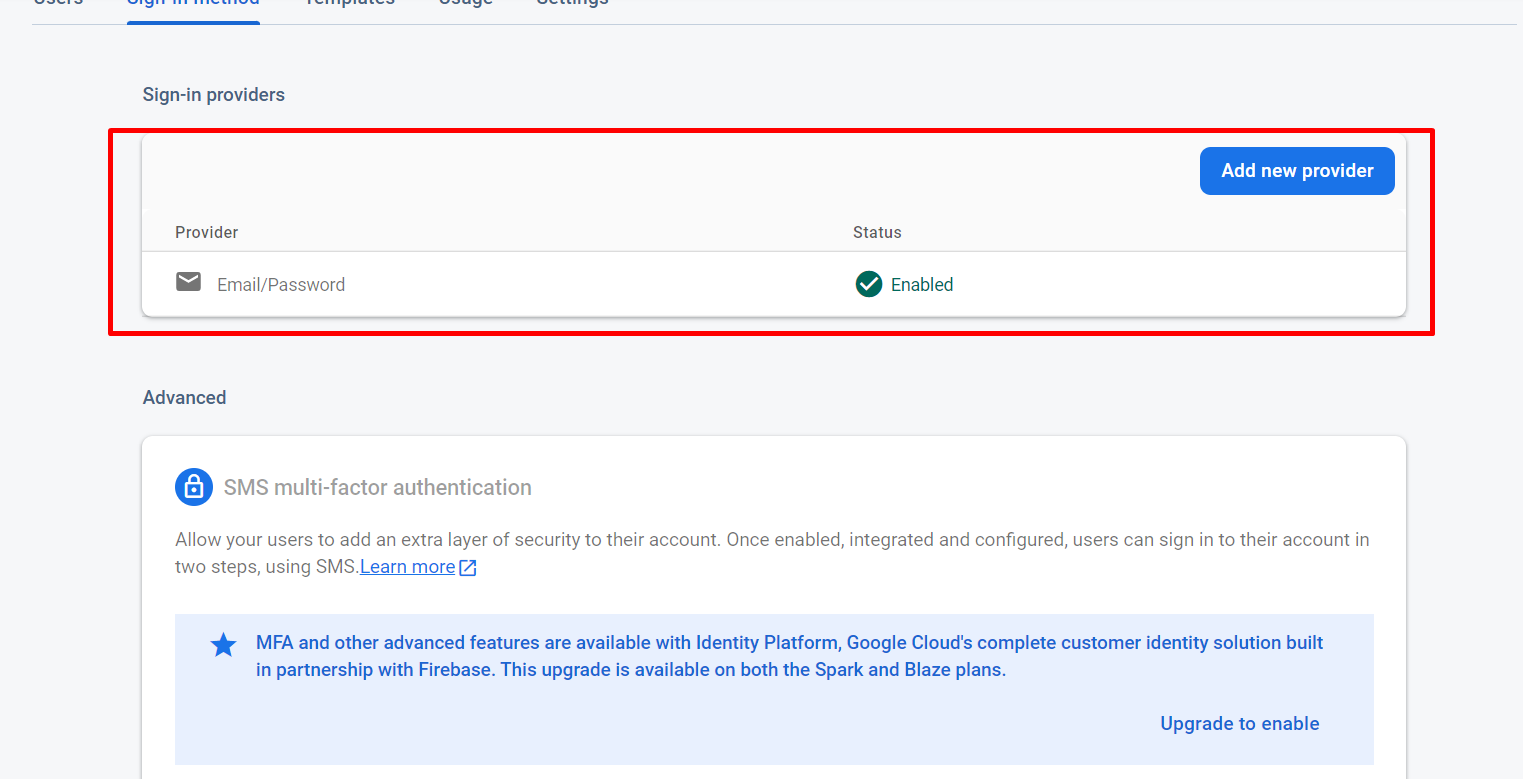 Users Sign-in method Templates Usage Settings
Sign-in providers
Add new provider
Provider Status
Email/Password Enabled
Advanced
SMS multi-factor authentication
Allow your users to add an extra layer of security to their account. Once enabled, integrated and configured, users can sign in to their account in
two steps, using SMS.Learn more
MFA and other advanced features are available with Identity Platform, Google Cloud's complete customer identity solution built
in partnership with Firebase. This upgrade is available on both the Spark and Blaze plans.
Upgrade to enable